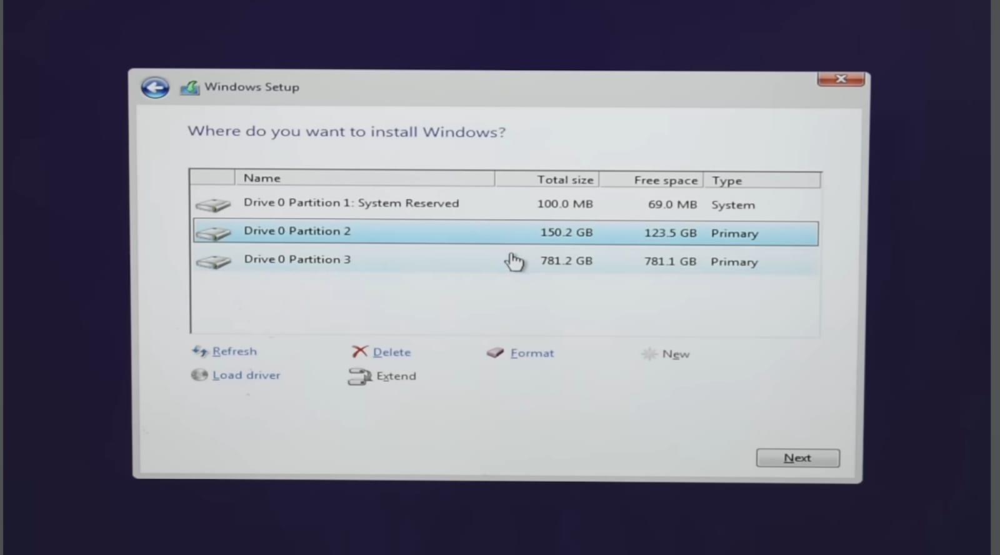 Windows Setup
Where do you want to install Windows?
Name Total size Free space Type
Drive 0 Partition 1: System Reserved 100.0 MB 69.0 MB System
Drive 0 Partition 2 150.2 GB 123.5 GB Primary
Drive 0 Partition 3 781.2 GB 781.1 GB Primary
Refresh Delete Format New
Load driver Extend
Next